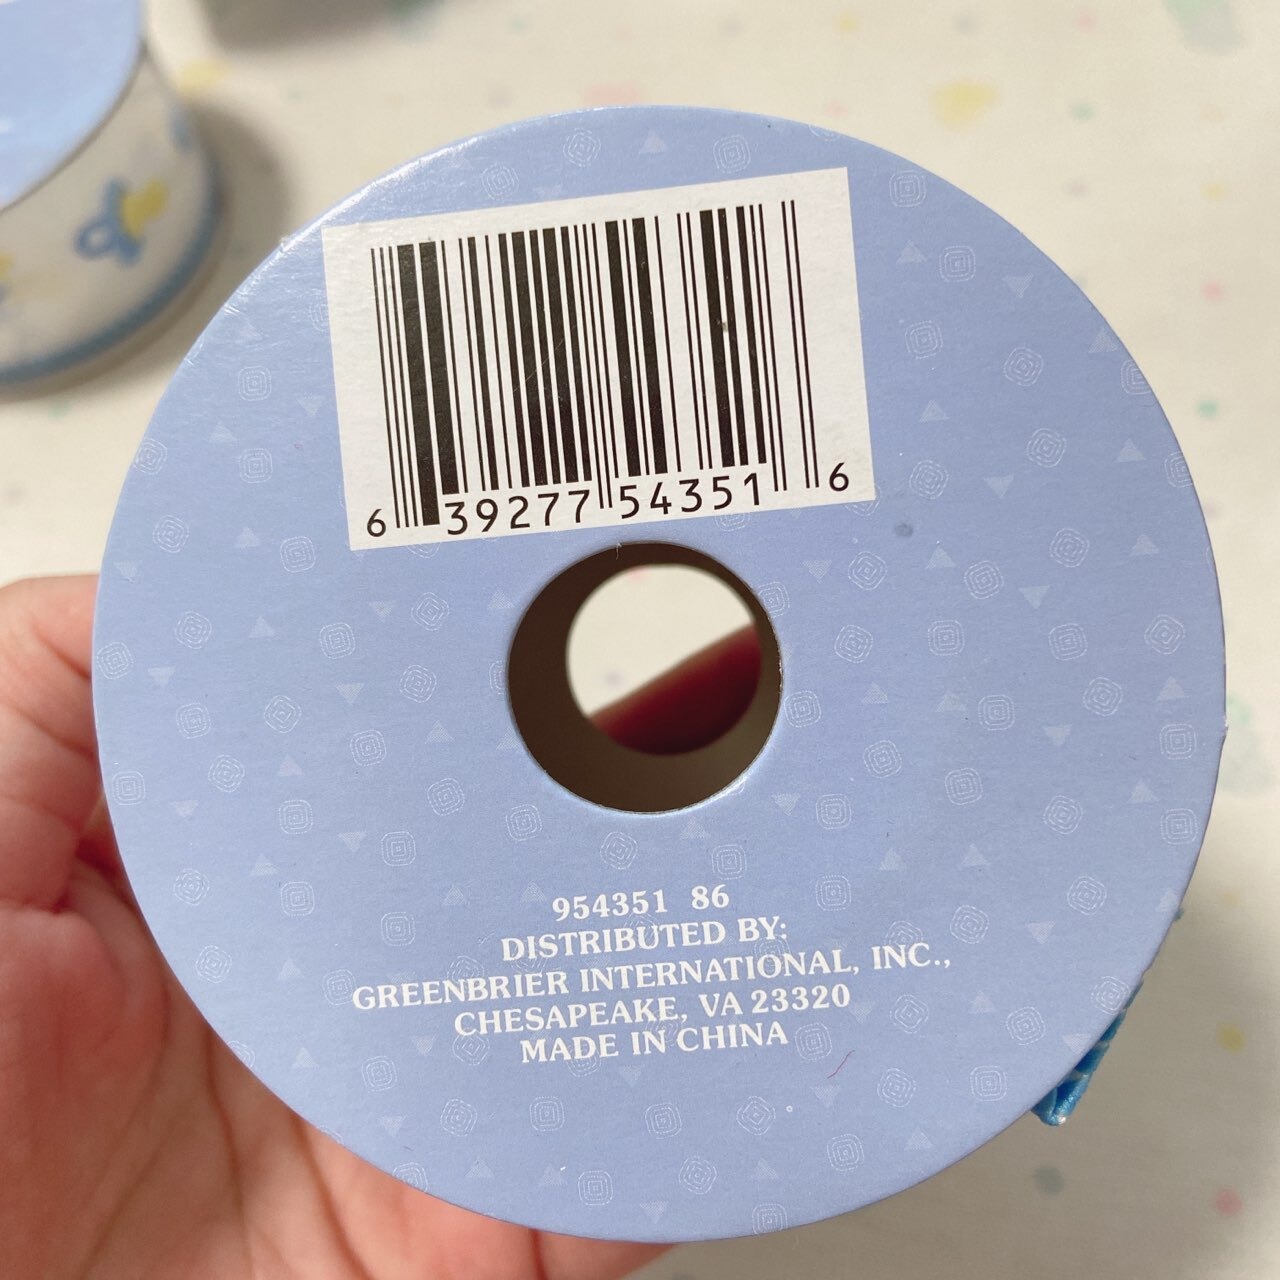 6 39277 54351 6
954351 86
DISTRIBUTED BY:
GREENBRIER INTERNATIONAL, INC.,
CHESAPEAKE, VA 23320
MADE IN CHINA